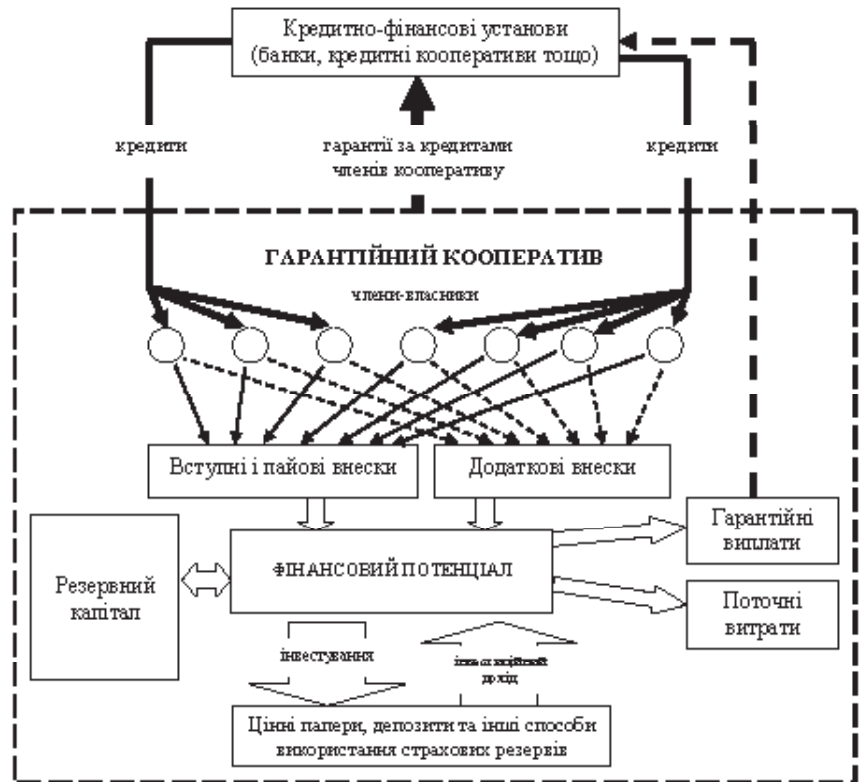 Кредитно-фінансові установи
(банки, кредитні кооперативи тощо)
кредити
гарантії за кредитами
членів кооперативу
кредити
ГАРАНТІЙНИЙ КООПЕРАТИВ
члени-власники
Вступні і пайові внески
Додаткові внески
Гарантійні
виплати
Резервний
капітал
ФІНАНСОВИЙ ПОТЕНЦІАЛ
Поточні
витрати
інвестування
інвестиційний
дохід
Цінні папери, депозити та інші способи
використання страхових резервів